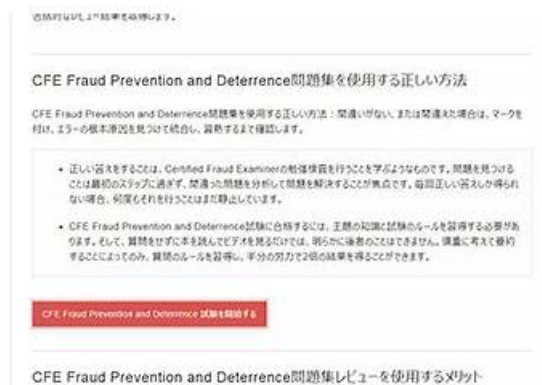 CFE Fraud Prevention and Deterrence問題集を使用する正しい方法
CFE Fraud Prevention and Deterrence問題集を使用する正しい方法：間違いがない、または間違えた場合は、マークを
付け、エラーの根本原因を見つけて統合し、習熟するまで確認します。
• 正しい答えをすることは、Certified Fraud Examinerの勉強検査を行うことを学ぶようなものです。問題を見つける
ことは最初のステップに過ぎず、間違った問題を分析して問題を解決することが焦点です。毎回正しい答えしか得られ
ない場合、何度もそれを行うことはまだ静止しています。
• CFE Fraud Prevention and Deterrence試験に合格するには、主題の知識と試験のルールを習得する必要があ
ります。そして、質問をせずに本を読んでビデオを見るだけでは、明らかに後者のことはできません。慎重に考えて要約
することによってのみ、質問のルールを習得し、半分の労力で2倍の結果を得ることができます。
CFE Fraud Prevention and Deterrence 試験を開始する
CFE Fraud Prevention and Deterrence問題集レビューを使用するメリット